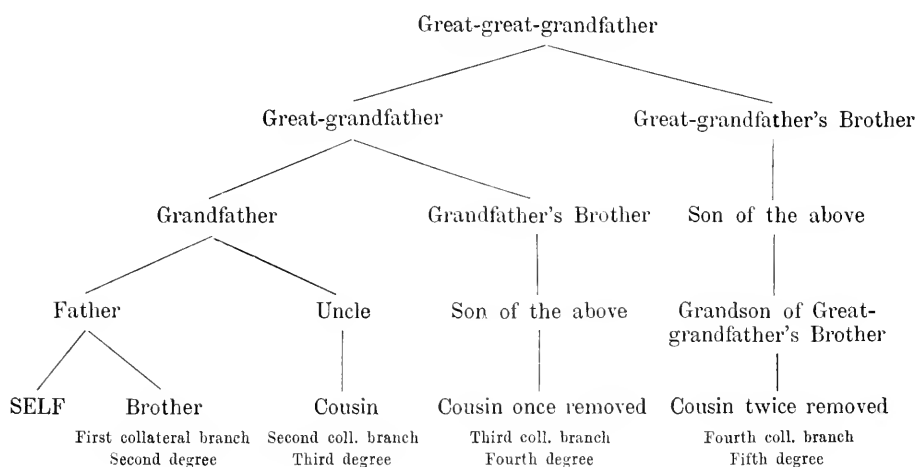 Great-great-grandfather
Great-grandfather
Great-grandfather's Brother
Grandfather
Grandfather's Brother
Son of the above
Father
Uncle
Son of the above
Grandson of Great-
grandfather's Brother
SELF
Brother
Cousin
Cousin once removed
Cousin twice removed
First collateral branch
Second coll. branch
Third coll. branch
Fourth coll. branch
Second degree
Third degree
Fourth degree
Fifth degree